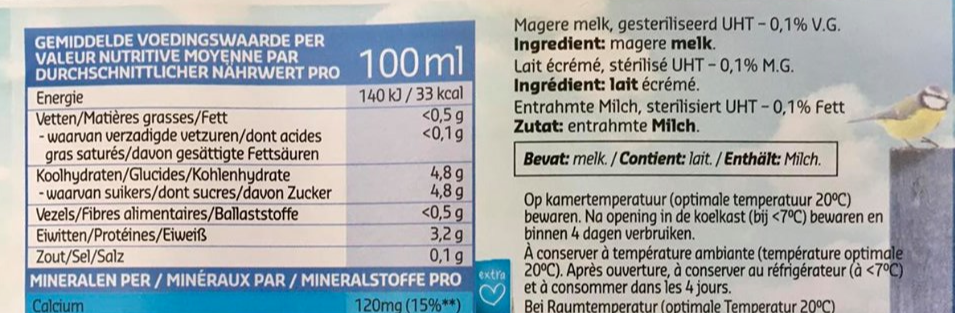 GEMIDDELDE VOEDINGSWAARDE PER
VALEUR NUTRITIVE MOYENNE PAR
DURCHSCHNITTLICHER NÄHRWERT PRO
100 ml
Energie 140 kJ / 33 kcal
Vetten/Matières grasses/Fett <0,5 g
- waarvan verzadigde vetzuren/dont acides <0,1 g
gras saturés/davon gesättigte Fettsäuren
Koolhydraten/Glucides/Kohlenhydrate 4,8 g
- waarvan suikers/dont sucres/davon Zucker 4,8 g
Vezels/Fibres alimentaires/Ballaststoffe <0,5 g
Eiwitten/Protéines/Eiweiß 3,2 g
Zout/Sel/Salz 0,1 g
MINERALEN PER / MINÉRAUX PAR / MINERALSTOFFE PRO
Calcium 120mg (15%**)
extra
Magere melk, gesteriliseerd UHT – 0,1% V.G.
Ingredient: magere melk.
Lait écrémé, stérilisé UHT – 0,1% M.G.
Ingrédient: lait écrémé.
Entrahmte Milch, sterilisiert UHT – 0,1% Fett
Zutat: entrahmte Milch.
Bevat: melk. / Contient: lait. / Enthält: Milch.
Op kamertemperatuur (optimale temperatuur 20ºC)
bewaren. Na opening in de koelkast (bij <7ºC) bewaren en
binnen 4 dagen verbruiken.
À conserver à température ambiante (température optimale
20ºC). Après ouverture, à conserver au réfrigérateur (à <7ºC)
et à consommer dans les 4 jours.
Bei Raumtemperatur (optimale Temperatur 20ºC)